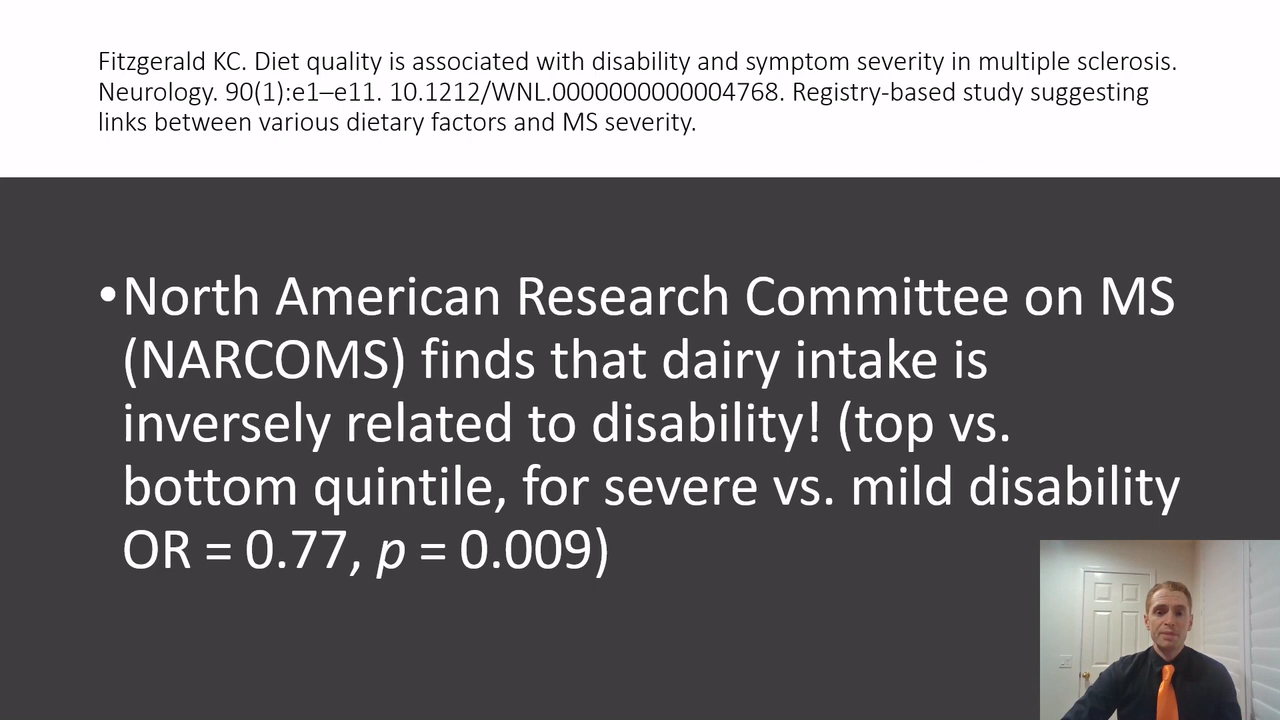 Fitzgerald KC. Diet quality is associated with disability and symptom severity in multiple sclerosis.
Neurology. 90(1):e1–e11. 10.1212/WNL.0000000000004768. Registry-based study suggesting
links between various dietary factors and MS severity.
•North American Research Committee on MS
(NARCOMS) finds that dairy intake is
inversely related to disability! (top vs.
bottom quintile, for severe vs. mild disability
OR = 0.77, p = 0.009)